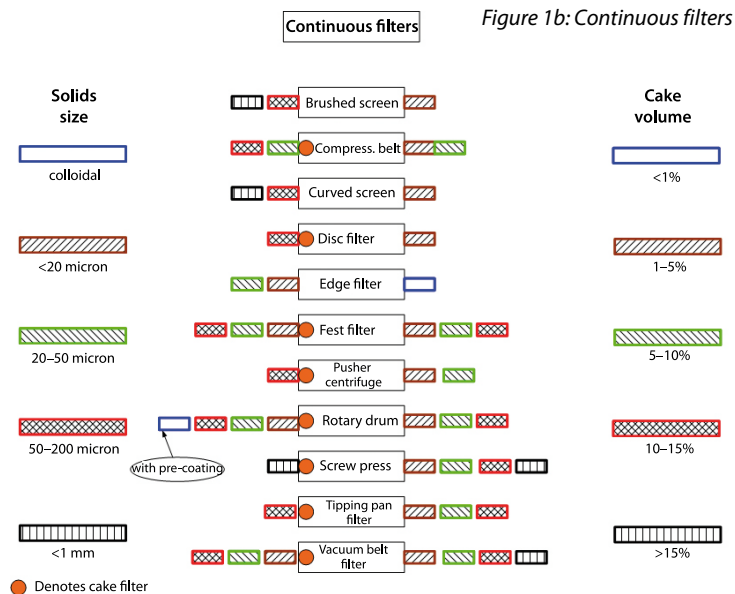 Continuous filters
Figure 1b: Continuous filters
Solids
size
colloidal
<20 micron
20–50 micron
50–200 micron
<1 mm
Denotes cake filter
Brushed screen
Compress. belt
Curved screen
Disc filter
Edge filter
Fest filter
Pusher
centrifuge
Rotary drum
with pre-coating
Screw press
Tipping pan
filter
Vacuum belt
filter
Cake
volume
<1%
1–5%
5–10%
10–15%
>15%